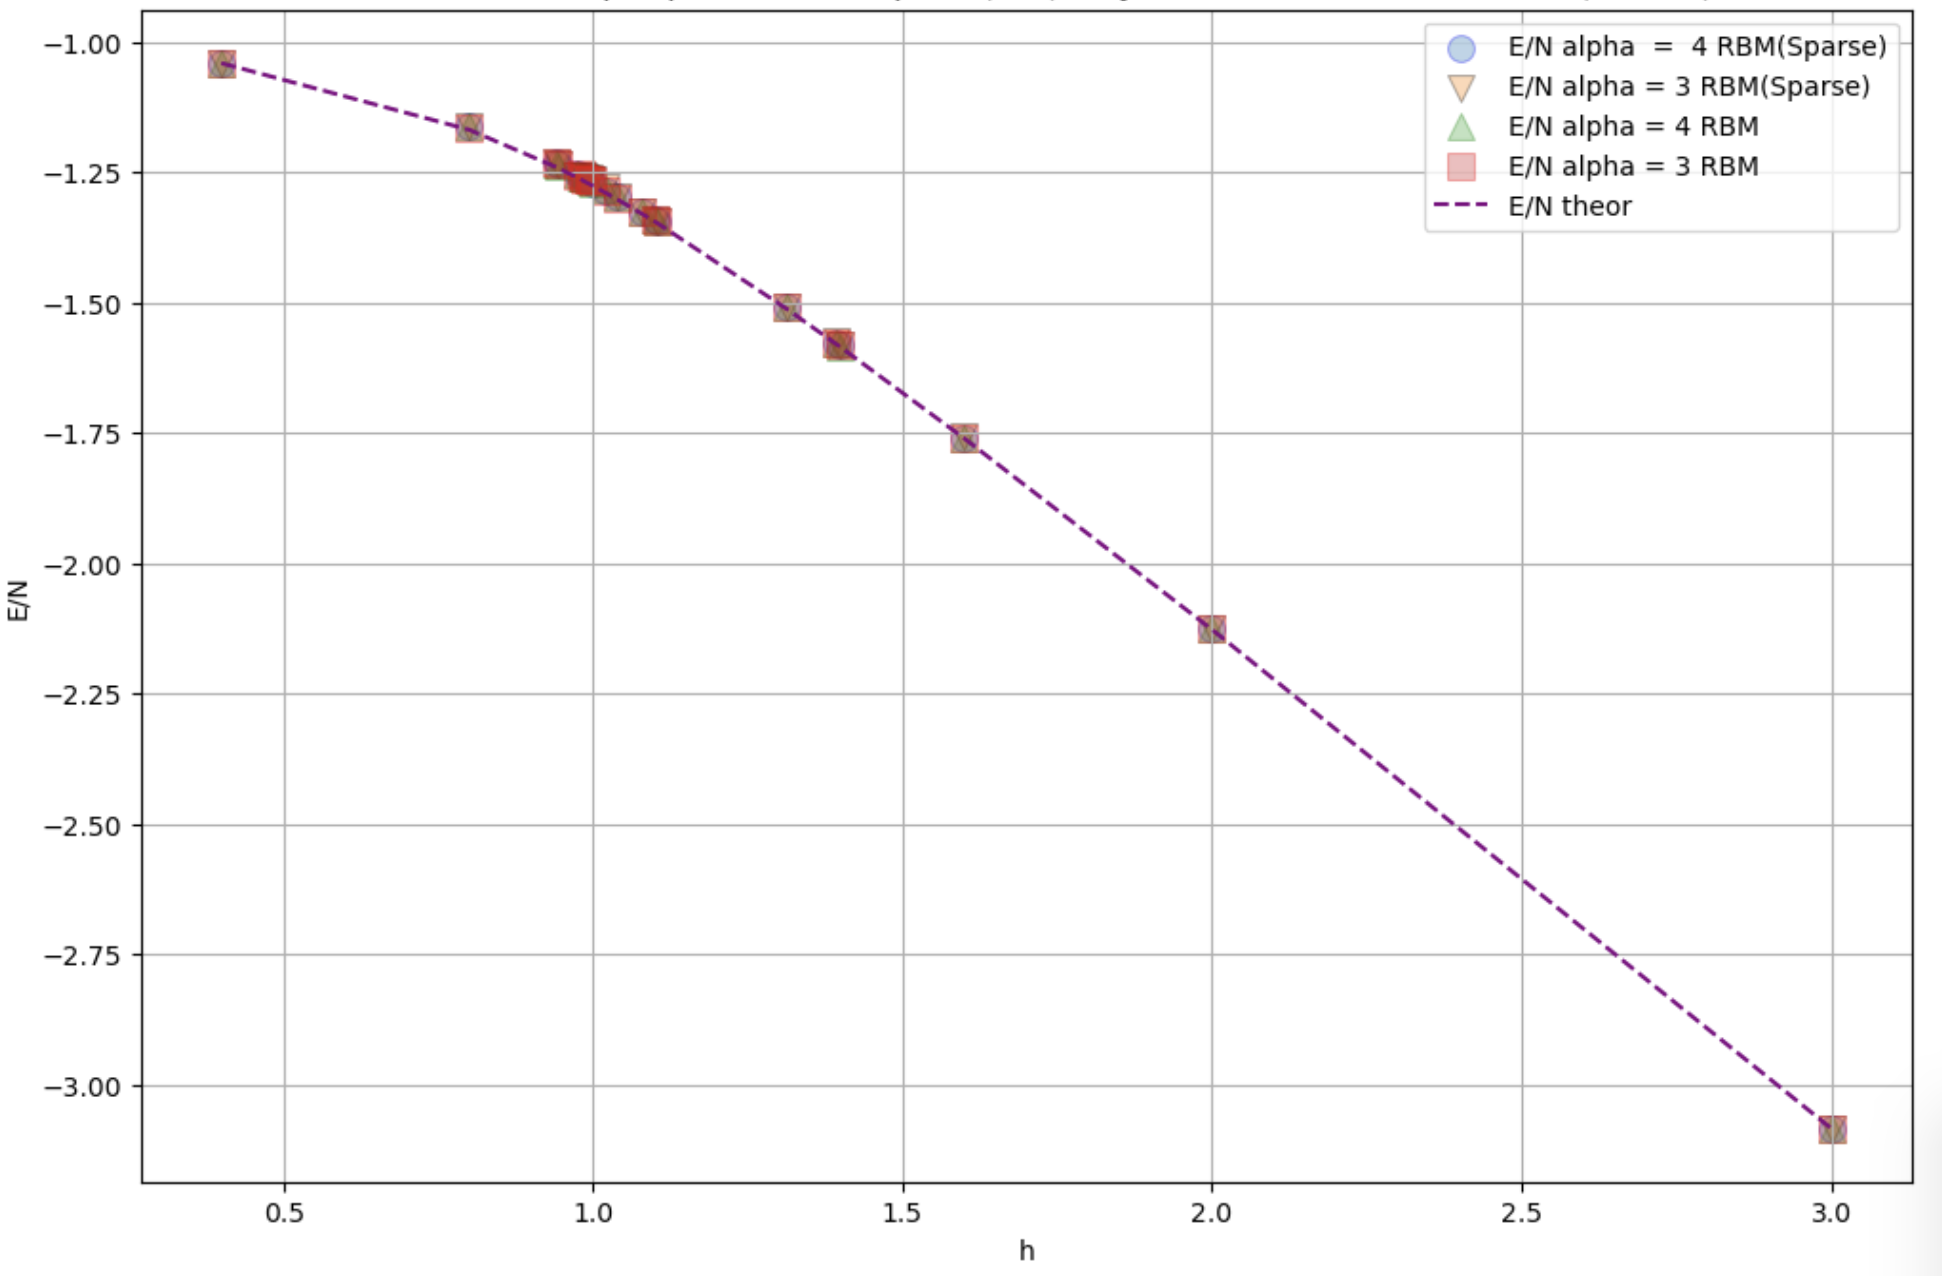 E/N alpha  =  4 RBM(Sparse)
E/N alpha = 3 RBM(Sparse)
E/N alpha = 4 RBM
E/N alpha = 3 RBM
E/N theor
−1.00
−1.25
−1.50
−1.75
−2.00
−2.25
−2.50
−2.75
−3.00
E/N
0.5 1.0 1.5 2.0 2.5 3.0
h